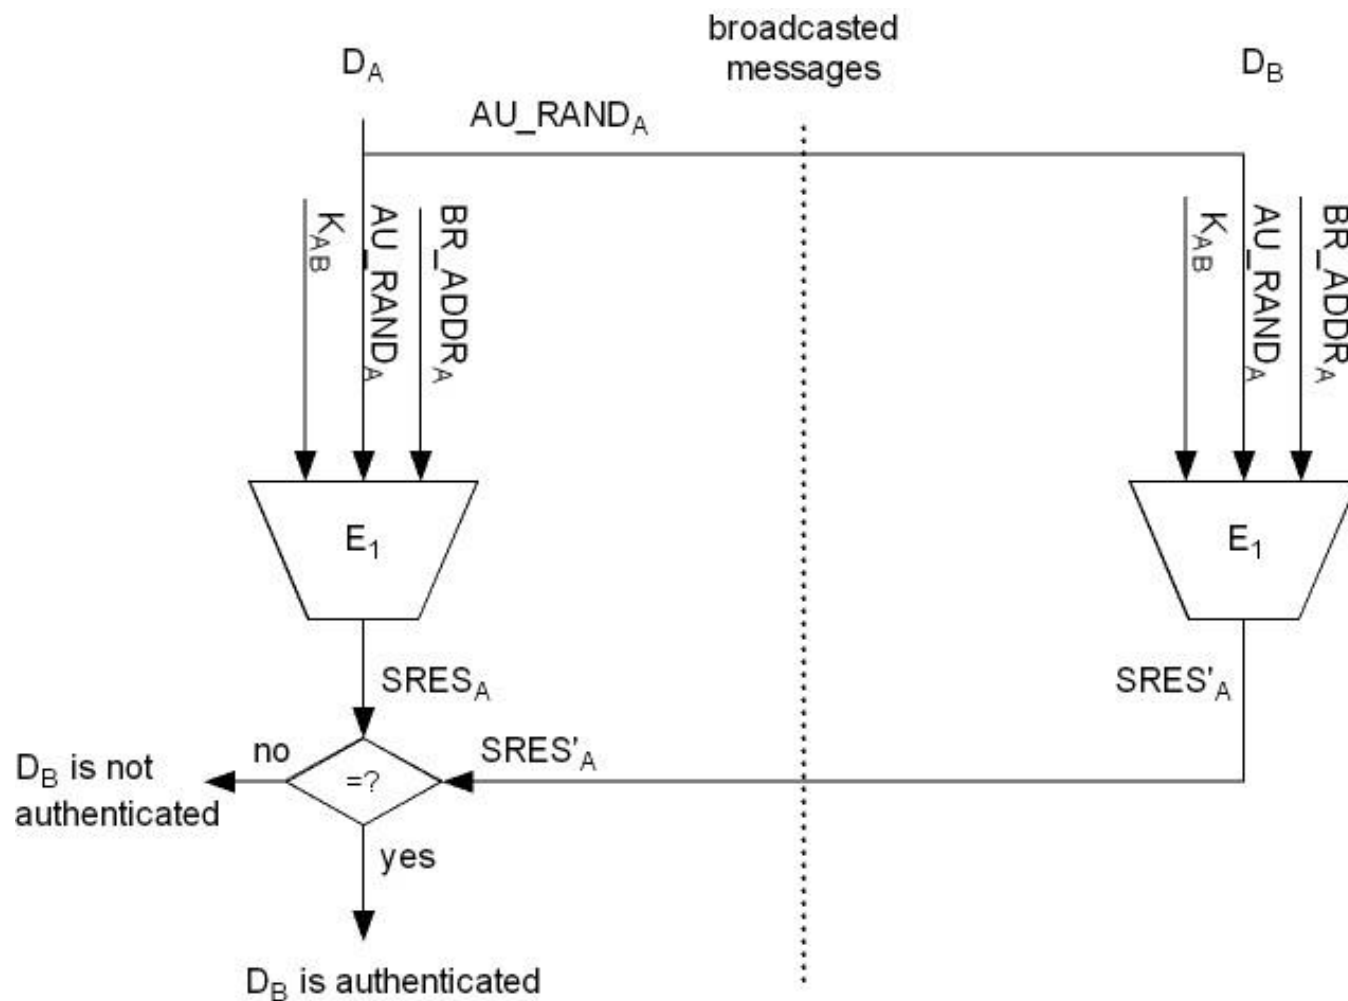 broadcasted
messages
D_A
D_B
AU_RAND_A
K_AB
AU_RAND_A
BR_ADDR_A
K_AB
AU_RAND_A
BR_ADDR_A
E_1
E_1
SRES_A
SRES'_A
no
SRES'_A
D_B is not
authenticated
=?
yes
D_B is authenticated